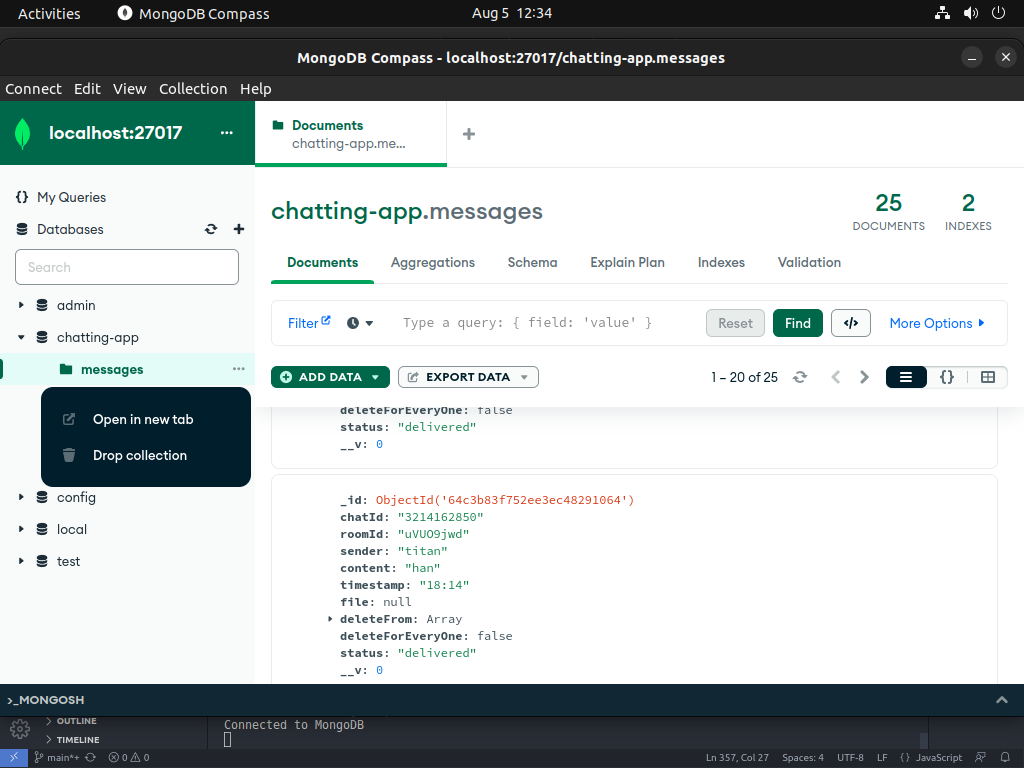 Activities MongoDB Compass Aug 5 12:34
MongoDB Compass - localhost:27017/chatting-app.messages
Connect Edit View Collection Help
localhost:27017
Documents
chatting-app.me...
My Queries
Databases
Search
admin
chatting-app
messages
Open in new tab
Drop collection
config
local
test
chatting-app.messages
25
DOCUMENTS
2
INDEXES
Documents Aggregations Schema Explain Plan Indexes Validation
Filter Type a query: { field: 'value' } Reset Find </> More Options
ADD DATA EXPORT DATA 1 – 20 of 25 {}
deleteForEveryOne: false
status: "delivered"
__v: 0
_id: ObjectId('64c3b83f752ee3ec48291064')
chatId: "3214162850"
roomId: "uVUO9jwd"
sender: "titan"
content: "han"
timestamp: "18:14"
file: null
deleteFrom: Array
deleteForEveryOne: false
status: "delivered"
__v: 0
>_MONGOSH
OUTLINE
TIMELINE
Connected to MongoDB
main*+ 0 0 Ln 357, Col 27 Spaces: 4 UTF-8 LF {} JavaScript